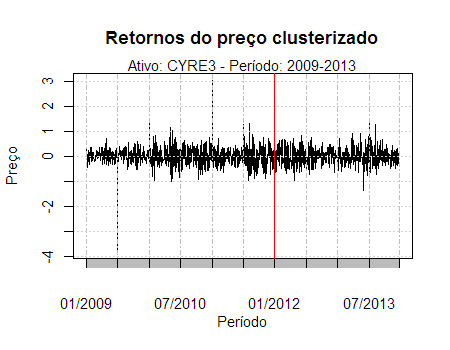 Retornos do preço clusterizado
Ativo: CYRE3 - Período: 2009-2013
3
2
1
0
-2
-4
Preço
01/2009 07/2010 01/2012 07/2013
Período